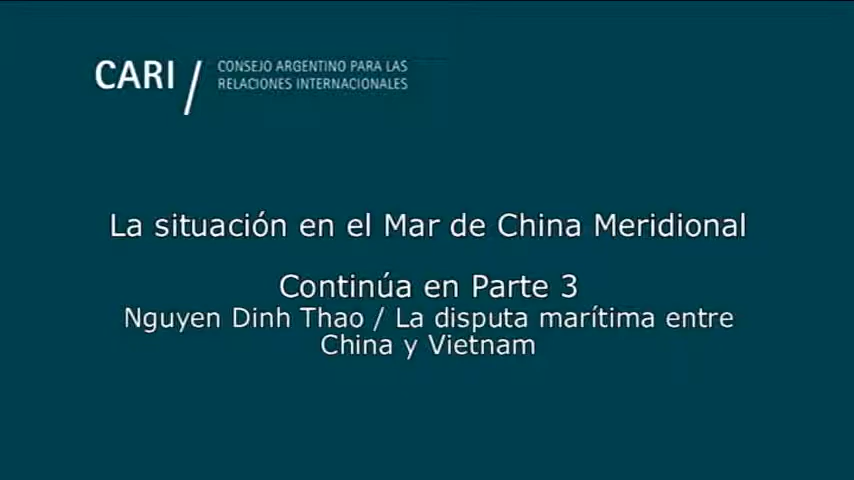 CARI /
CONSEJO ARGENTINO PARA LAS
RELACIONES INTERNACIONALES
La situación en el Mar de China Meridional
Continúa en Parte 3
Nguyen Dinh Thao / La disputa marítima entre
China y Vietnam